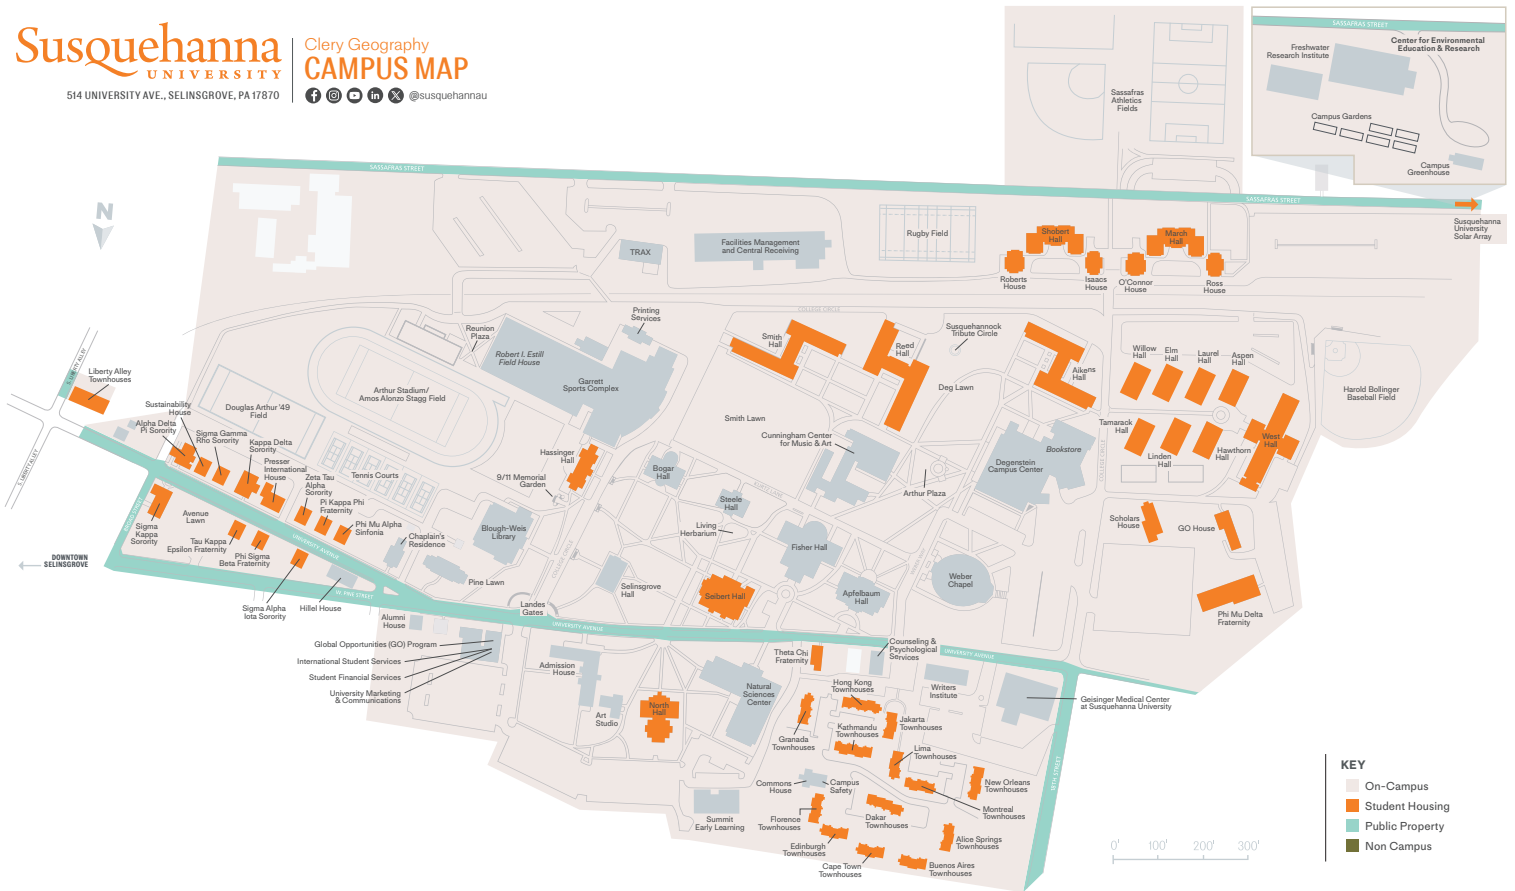 SUSQUEHANNA
UNIVERSITY
514 UNIVERSITY AVE., SELINSGROVE, PA 17870
Clery Geography
CAMPUS MAP
@susquehannau
SASSAFRAS STREET
Center for Environmental
Education & Research
Freshwater
Research Institute
Campus Gardens
Campus
Greenhouse
Sassafras
Athletics
Fields
SASSAFRAS STREET
SASSAFRAS STREET
Susquehanna
University
Solar Array
N
TRAX
Facilities Management
and Central Receiving
Rugby Field
Shobert
Hall
March
Hall
Roberts
House
Isaacs
House
O'Connor
House
Ross
House
COLLEGE CIRCLE
Printing
Services
Reunion
Plaza
Robert I. Estill
Field House
Garrett
Sports Complex
Smith
Hall
Reed
Hall
Susquehannock
Tribute Circle
Aikens
Hall
Willow
Hall
Elm
Hall
Laurel
Hall
Aspen
Hall
Harold Bollinger
Baseball Field
S. LIBERTY ALLEY
Liberty Alley
Townhouses
Arthur Stadium/
Amos Alonzo Stagg Field
Deg Lawn
Smith Lawn
Douglas Arthur '49
Field
Sustainability
House
Alpha Delta
Pi Sorority
Sigma Gamma
Rho Sorority
Kappa Delta
Sorority
Presser
International
House
Zeta Tau
Alpha
Sorority
Pi Kappa Phi
Fraternity
Phi Mu Alpha
Sinfonia
Tennis Courts
Hassinger
Hall
9/11 Memorial
Garden
Bogar
Hall
Cunningham Center
for Music & Art
Tamarack
Hall
Linden
Hall
Hawthorn
Hall
West
Hall
Bookstore
Degenstein
Campus Center
COLLEGE CIRCLE
Arthur Plaza
Steele
Hall
Living
Herbarium
Fisher Hall
Scholars
House
GO House
S. LIBERTY ALLEY
Sigma
Kappa
Sorority
Avenue
Lawn
Tau Kappa
Epsilon Fraternity
Phi Sigma
Beta Fraternity
UNIVERSITY AVENUE
Chaplain's
Residence
Blough-Weis
Library
DOWNTOWN
SELINSGROVE
Pine Lawn
Selinsgrove
Hall
Seibert Hall
Apfelbaum
Hall
Weber
Chapel
Phi Mu Delta
Fraternity
W. PINE STREET
Sigma Alpha
Iota Sorority
Hillel House
Alumni
House
Landes
Gates
UNIVERSITY AVENUE
Global Opportunities (GO) Program
International Student Services
Student Financial Services
University Marketing
& Communications
Admission
House
Art
Studio
North
Hall
Natural
Sciences
Center
Theta Chi
Fraternity
Counseling &
Psychological
Services
UNIVERSITY AVENUE
Writers
Institute
Geisinger Medical Center
at Susquehanna University
Hong Kong
Townhouses
Granada
Townhouses
Kathmandu
Townhouses
Jakarta
Townhouses
Lima
Townhouses
New Orleans
Townhouses
Montreal
Townhouses
Commons
House
Campus
Safety
Summit
Early Learning
Florence
Townhouses
Dakar
Townhouses
Edinburgh
Townhouses
Cape Town
Townhouses
Alice Springs
Townhouses
Buenos Aires
Townhouses
18TH STREET
0'
100'
200'
300'
KEY
On-Campus
Student Housing
Public Property
Non Campus